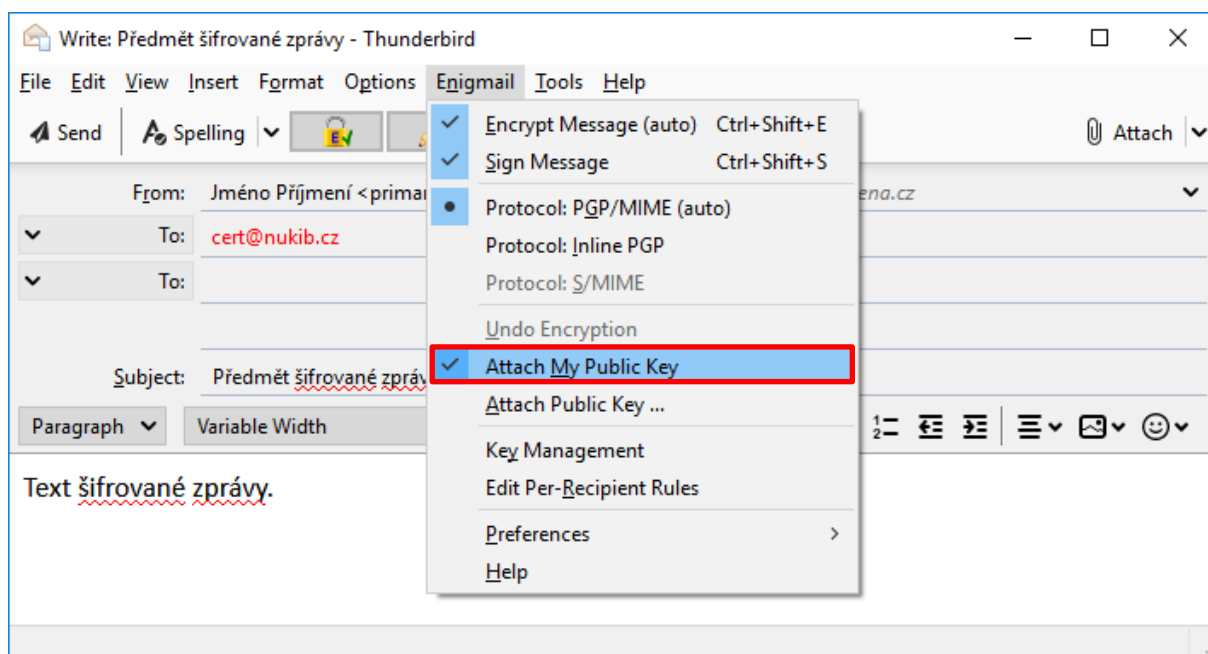 Write: Předmět šifrované zprávy - Thunderbird
File Edit View Insert Format Options Enigmail Tools Help
Send Spelling Attach
Encrypt Message (auto) Ctrl+Shift+E
Sign Message Ctrl+Shift+S
From: Jméno Příjmení <primar ena.cz
Protocol: PGP/MIME (auto)
To: cert@nukib.cz
Protocol: Inline PGP
To:
Protocol: S/MIME
Undo Encryption
Attach My Public Key
Subject: Předmět šifrované zpráv
Attach Public Key ...
Paragraph Variable Width
Key Management
Edit Per-Recipient Rules
Text šifrované zprávy.
Preferences
Help